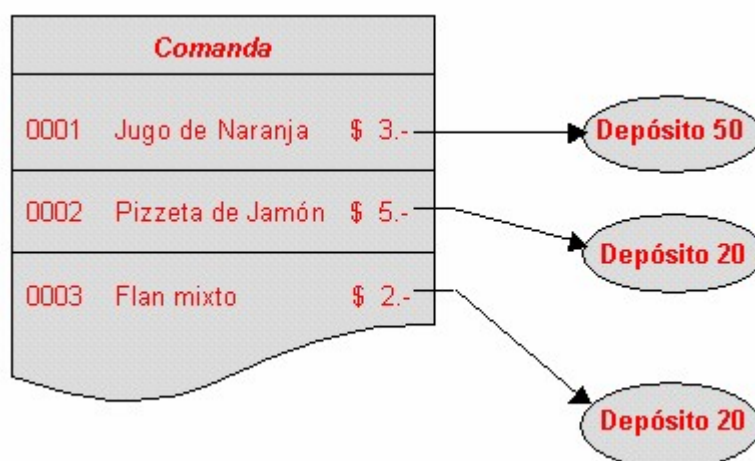 Comanda
0001 Jugo de Naranja $ 3.-
Depósito 50
0002 Pizzeta de Jamón $ 5.-
Depósito 20
0003 Flan mixto $ 2.-
Depósito 20